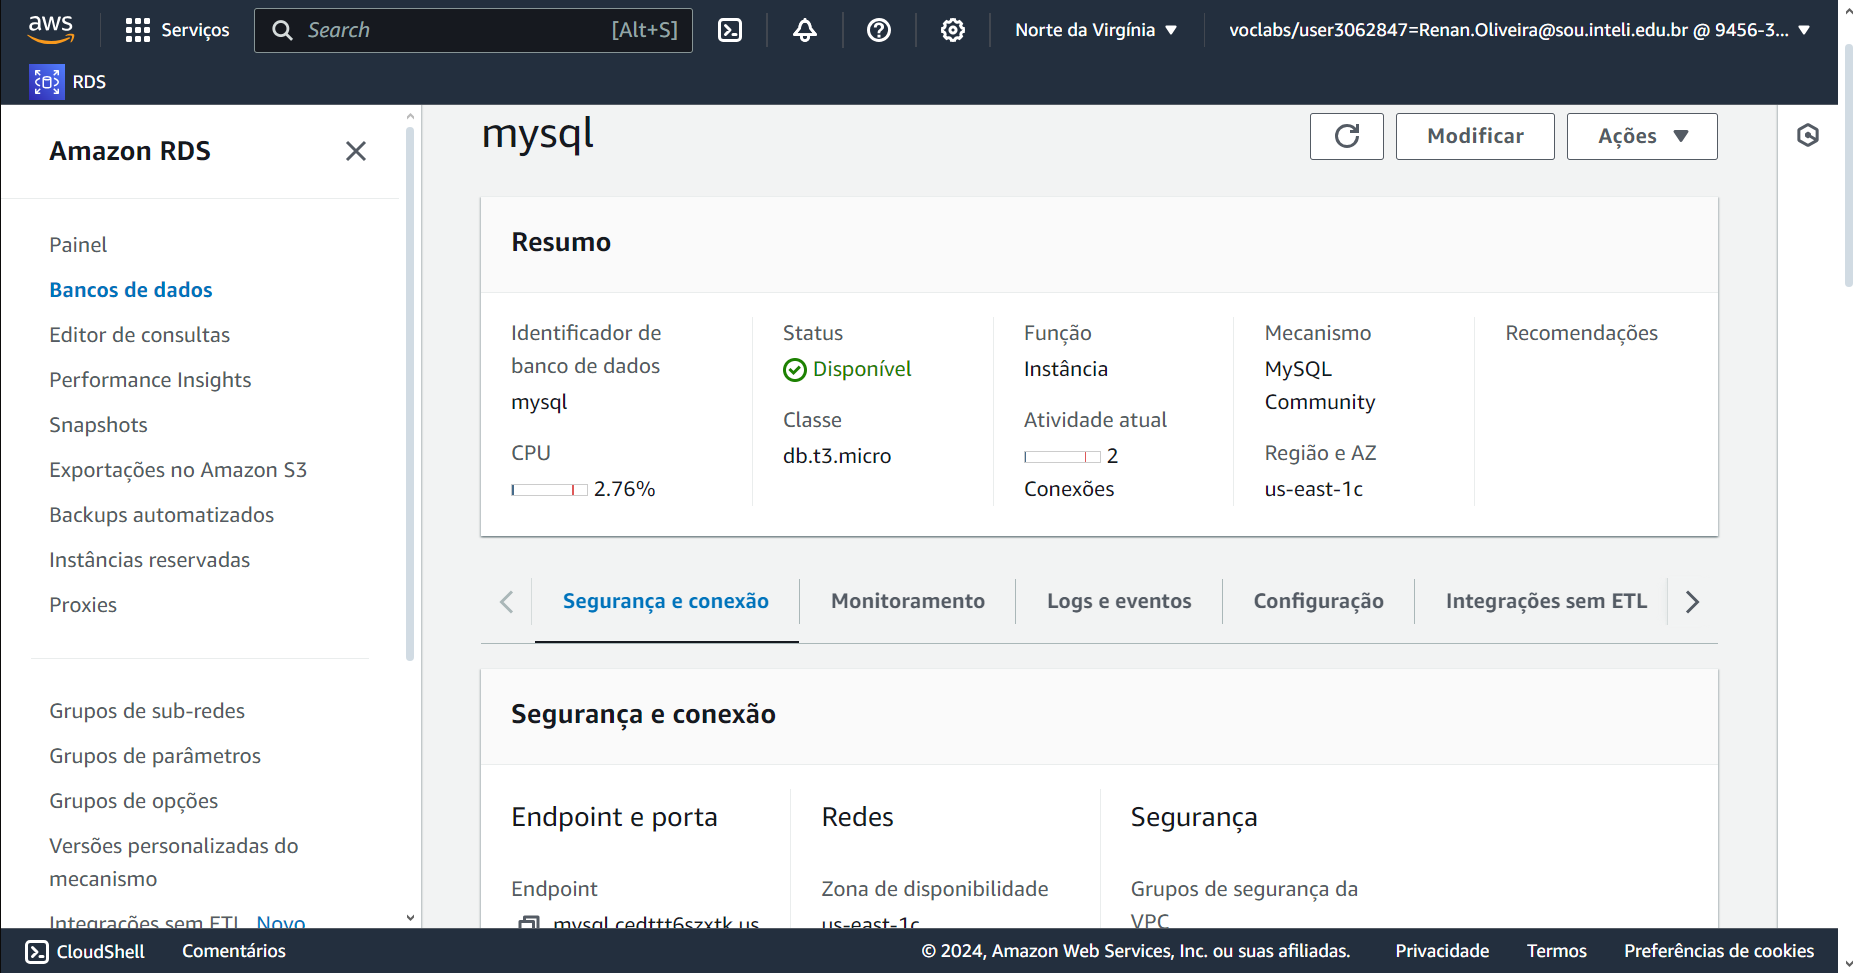 aws
Serviços
Search
[Alt+S]
Norte da Virgínia
voclabs/user3062847=Renan.Oliveira@sou.inteli.edu.br @ 9456-3...
RDS
Amazon RDS
Painel
Bancos de dados
Editor de consultas
Performance Insights
Snapshots
Exportações no Amazon S3
Backups automatizados
Instâncias reservadas
Proxies
Grupos de sub-redes
Grupos de parâmetros
Grupos de opções
Versões personalizadas do
mecanismo
Integrações sem ETL Novo
mysql
Modificar
Ações
Resumo
Identificador de
banco de dados
mysql
CPU
2.76%
Status
Disponível
Classe
db.t3.micro
Função
Instância
Atividade atual
2
Conexões
Mecanismo
MySQL
Community
Região e AZ
us-east-1c
Recomendações
Segurança e conexão
Monitoramento
Logs e eventos
Configuração
Integrações sem ETL
Segurança e conexão
Endpoint e porta
Endpoint
mysql.cedttt6szxtk.us
Redes
Zona de disponibilidade
us-east-1c
Segurança
Grupos de segurança da
VPC
CloudShell
Comentários
© 2024, Amazon Web Services, Inc. ou suas afiliadas.
Privacidade
Termos
Preferências de cookies